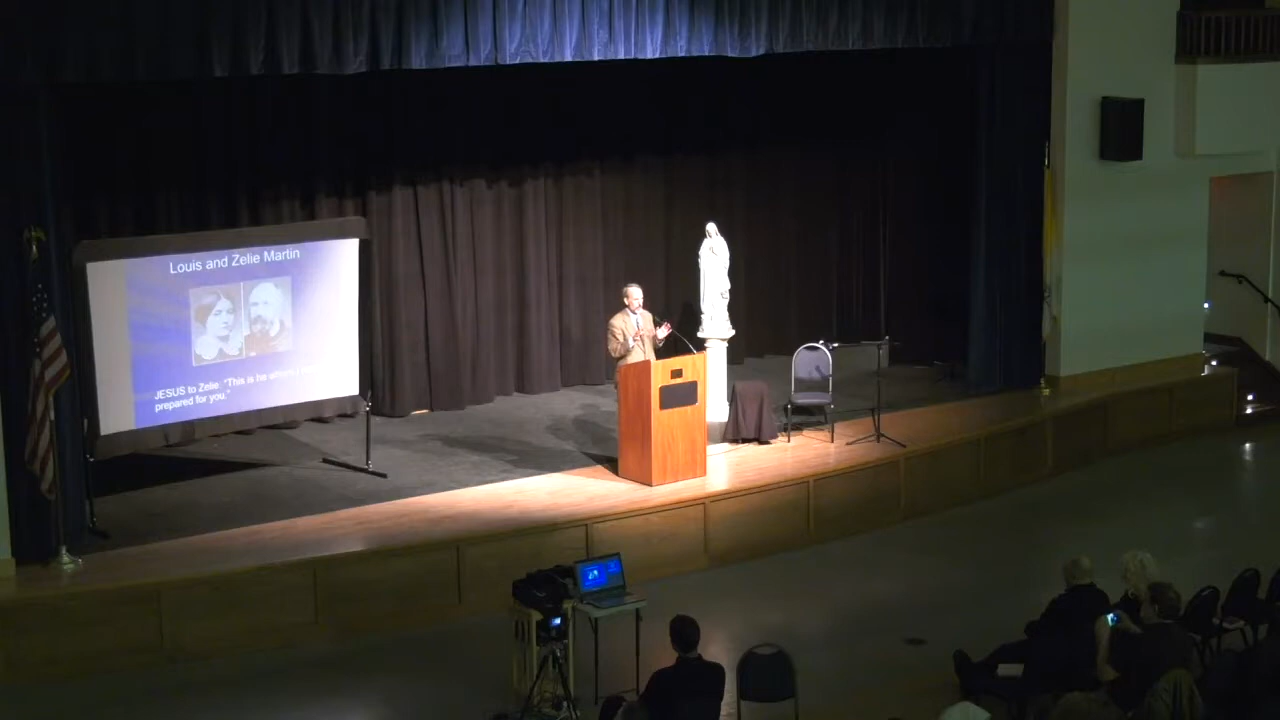 Louis and Zelie Martin
JESUS to Zelie: "This is he whom I
prepared for you."